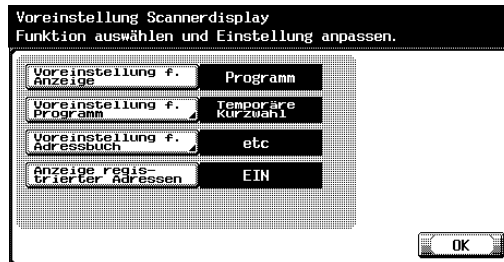 Voreinstellung Scannerdisplay
Funktion auswählen und Einstellung anpassen.
Voreinstellung f.
Anzeige
Programm
Voreinstellung f.
Programm
Temporäre
Kurzwahl
Voreinstellung f.
Adressbuch
etc
Anzeige regis-
trierter Adressen
EIN
OK